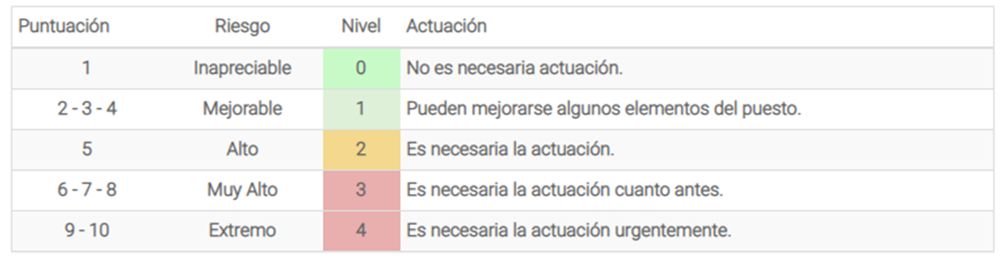 Puntuación Riesgo Nivel Actuación
1 Inapreciable 0 No es necesaria actuación.
2 - 3 - 4 Mejorable 1 Pueden mejorarse algunos elementos del puesto.
5 Alto 2 Es necesaria la actuación.
6 - 7 - 8 Muy Alto 3 Es necesaria la actuación cuanto antes.
9 - 10 Extremo 4 Es necesaria la actuación urgentemente.